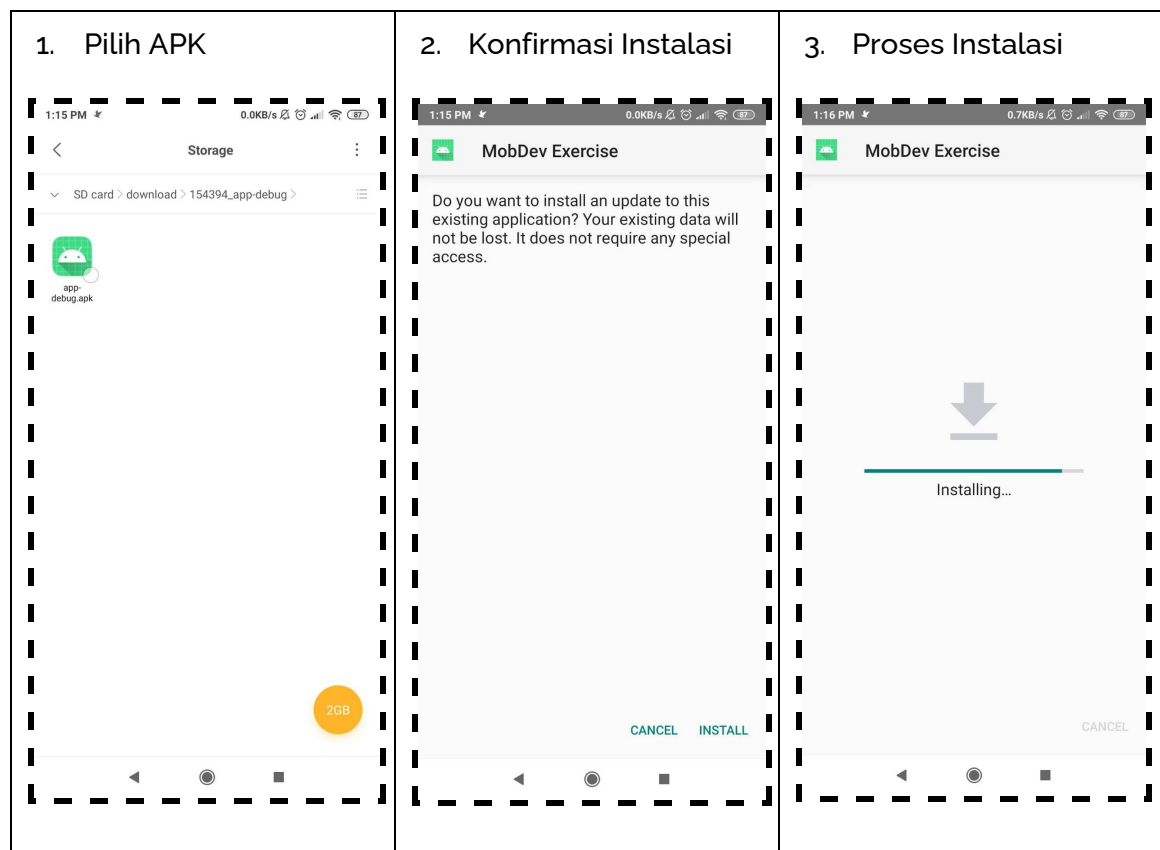 1. Pilih APK
1:15 PM 0.0KB/s 87
Storage
SD card > download > 154394_app-debug >
app-
debug.apk
2GB
2. Konfirmasi Instalasi
1:15 PM 0.0KB/s 87
MobDev Exercise
Do you want to install an update to this
existing application? Your existing data will
not be lost. It does not require any special
access.
CANCEL INSTALL
3. Proses Instalasi
1:16 PM 0.7KB/s 87
MobDev Exercise
Installing...
CANCEL